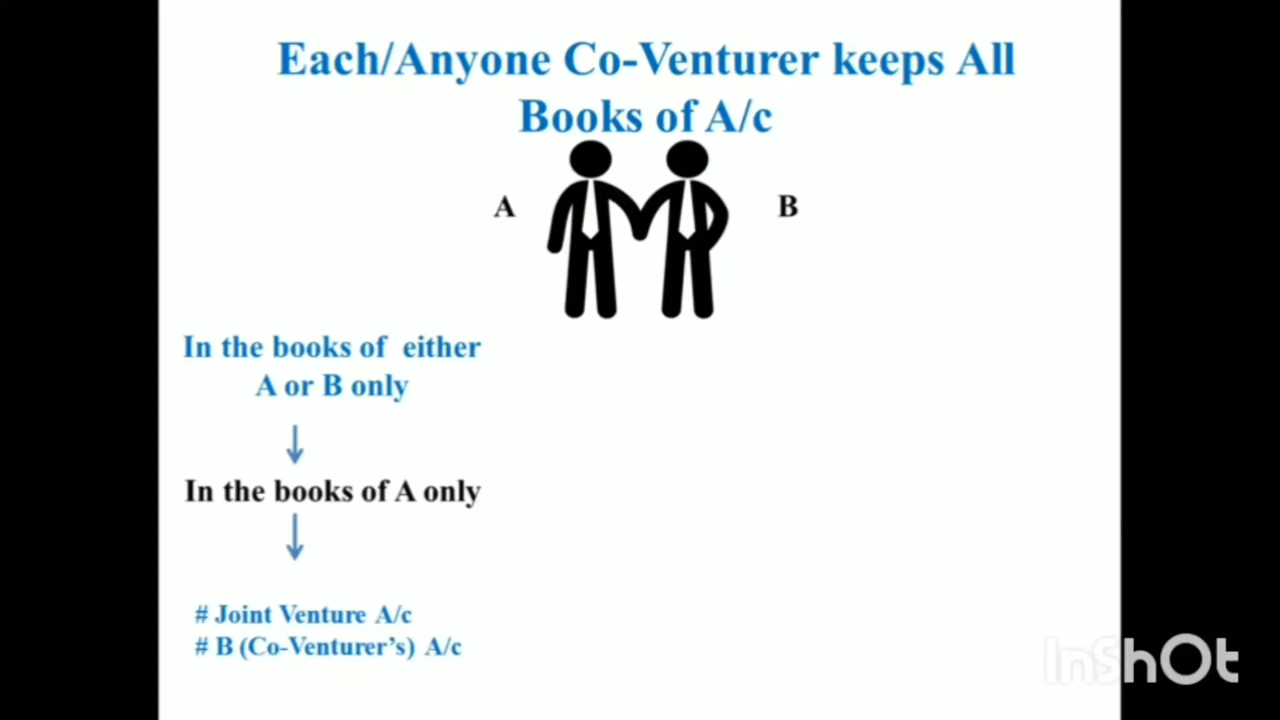 Each/Anyone Co-Venturer keeps All
Books of A/c
A
B
In the books of either
A or B only
In the books of A only
# Joint Venture A/c
# B (Co-Venturer's) A/c
InShOt